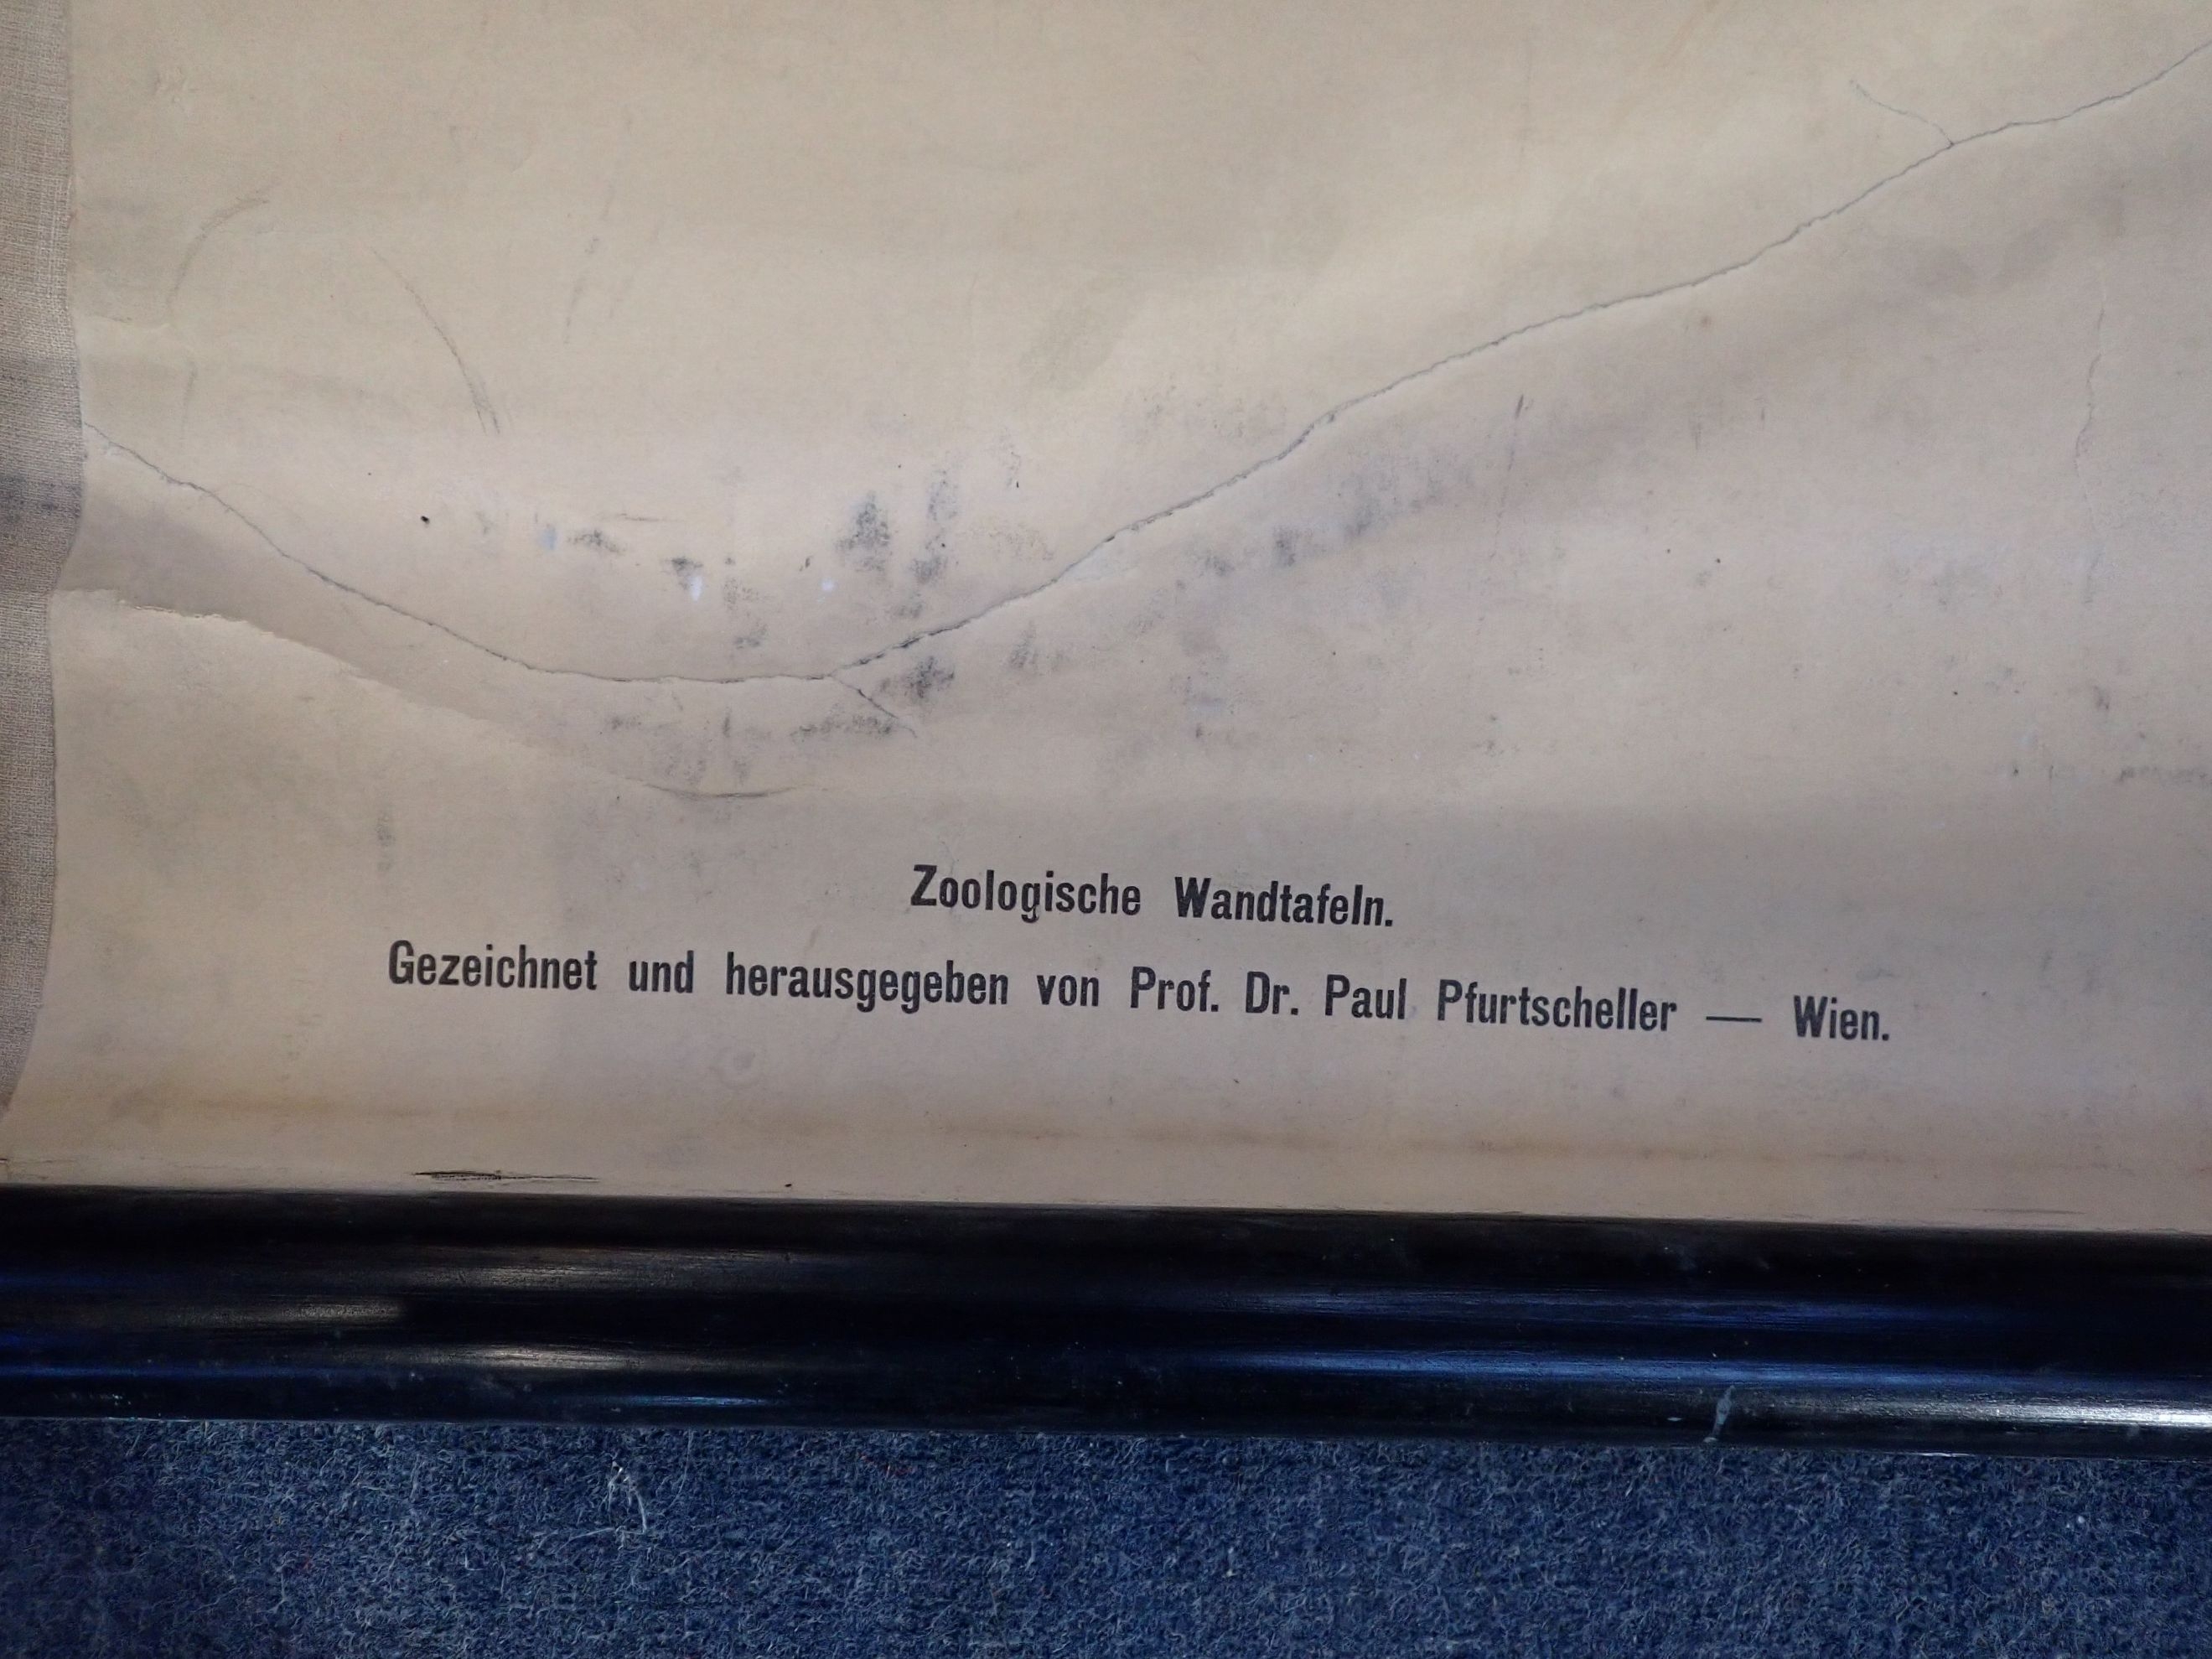 Zoologische Wandtafeln.
Gezeichnet und herausgegeben von Prof. Dr. Paul Pfurtscheller — Wien.